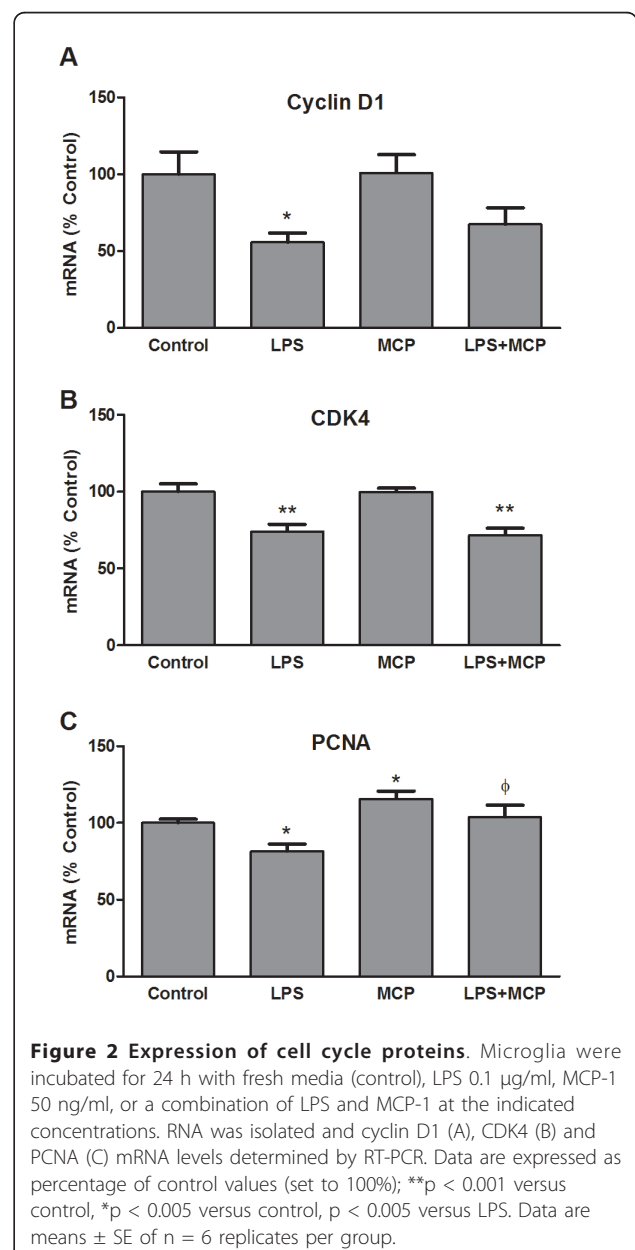 A
Cyclin D1
mRNA (% Control)
150
100
50
0
*
Control LPS MCP LPS+MCP
B
CDK4
mRNA (% Control)
150
100
50
0
** **
Control LPS MCP LPS+MCP
C
PCNA
mRNA (% Control)
150
100
50
0
* * ϕ
Control LPS MCP LPS+MCP
Figure 2 Expression of cell cycle proteins. Microglia were
incubated for 24 h with fresh media (control), LPS 0.1 μg/ml, MCP-1
50 ng/ml, or a combination of LPS and MCP-1 at the indicated
concentrations. RNA was isolated and cyclin D1 (A), CDK4 (B) and
PCNA (C) mRNA levels determined by RT-PCR. Data are expressed as
percentage of control values (set to 100%); **p < 0.001 versus
control, *p < 0.005 versus control, p < 0.005 versus LPS. Data are
means ± SE of n = 6 replicates per group.